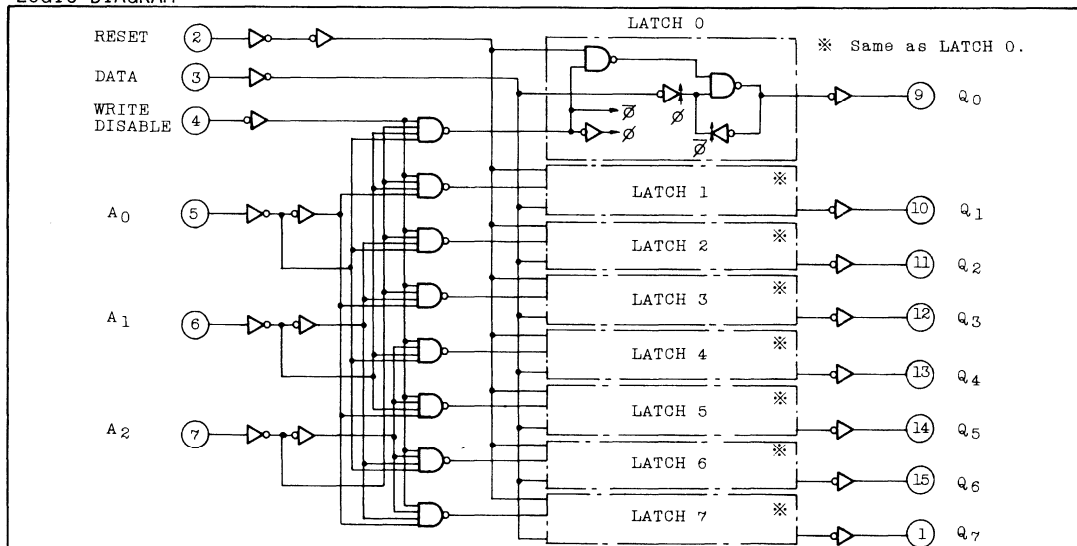 LOGIC DIAGRAM
LATCH 0
RESET 2
※ Same as LATCH 0.
DATA 3
WRITE
DISABLE 4
φ̅
φ
φ
φ̅
9 Q0
LATCH 1 ※
A0 5
10 Q1
LATCH 2 ※
11 Q2
LATCH 3 ※
A1 6
12 Q3
LATCH 4 ※
13 Q4
LATCH 5 ※
A2 7
14 Q5
LATCH 6 ※
15 Q6
LATCH 7 ※
1 Q7